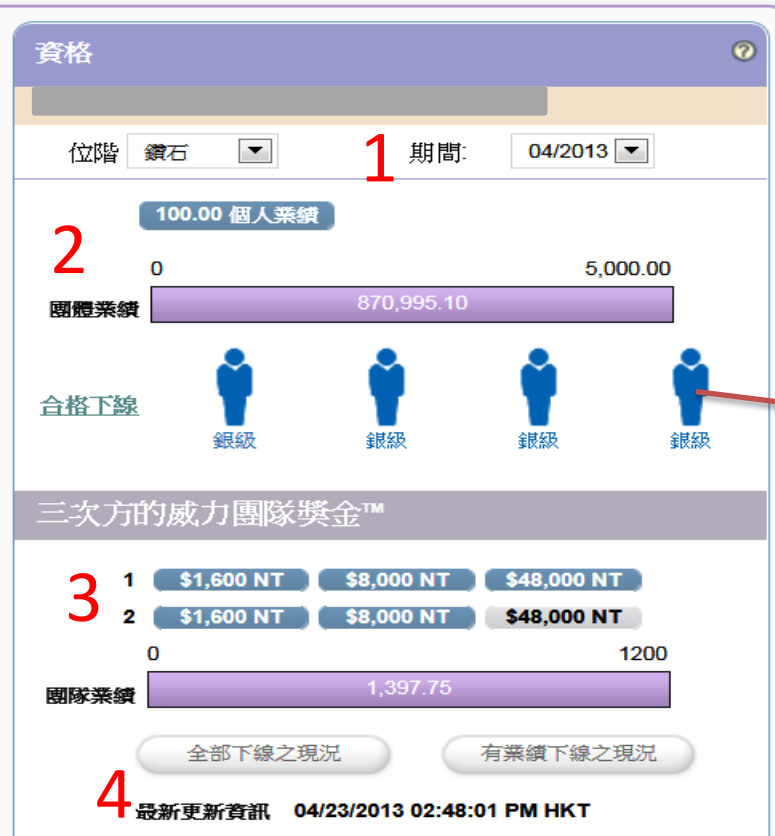 資格 ?
位階 鑽石 1 期間: 04/2013
100.00 個人業績
2
0 5,000.00
團體業績 870,995.10
合格下線
銀級 銀級 銀級 銀級
三次方的威力團隊獎金™
3
1 $1,600 NT $8,000 NT $48,000 NT
2 $1,600 NT $8,000 NT $48,000 NT
0 1200
團隊業績 1,397.75
全部下線之現況 有業績下線之現況
4 最新更新資訊 04/23/2013 02:48:01 PM HKT